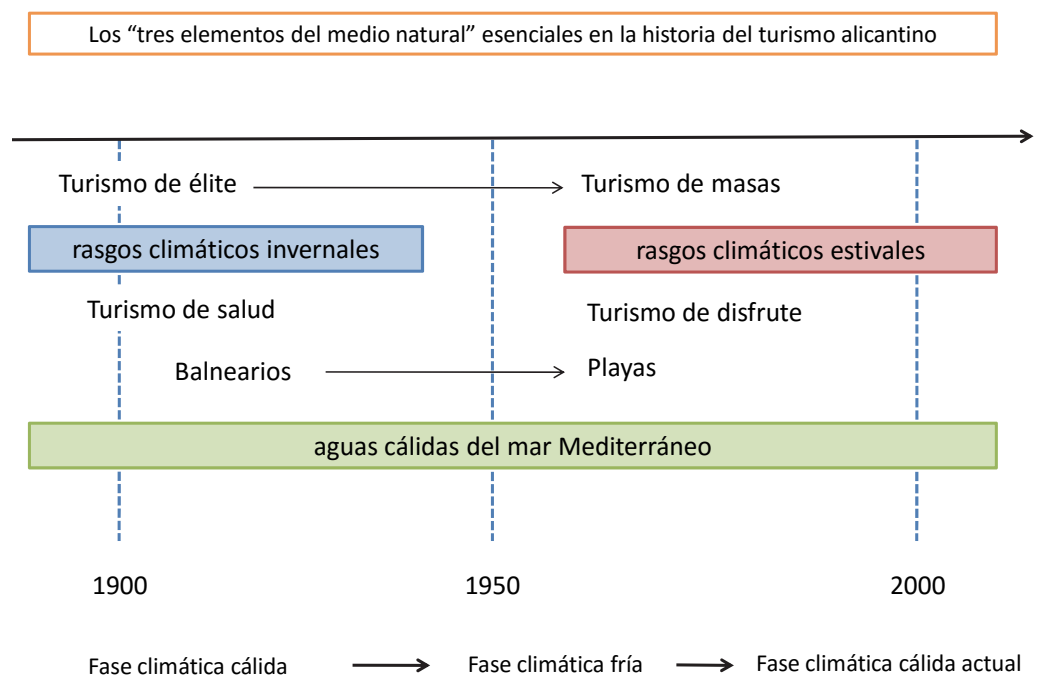 Los “tres elementos del medio natural” esenciales en la historia del turismo alicantino
Turismo de élite
Turismo de masas
rasgos climáticos invernales
rasgos climáticos estivales
Turismo de salud
Turismo de disfrute
Balnearios
Playas
aguas cálidas del mar Mediterráneo
1900
1950
2000
Fase climática cálida
Fase climática fría
Fase climática cálida actual